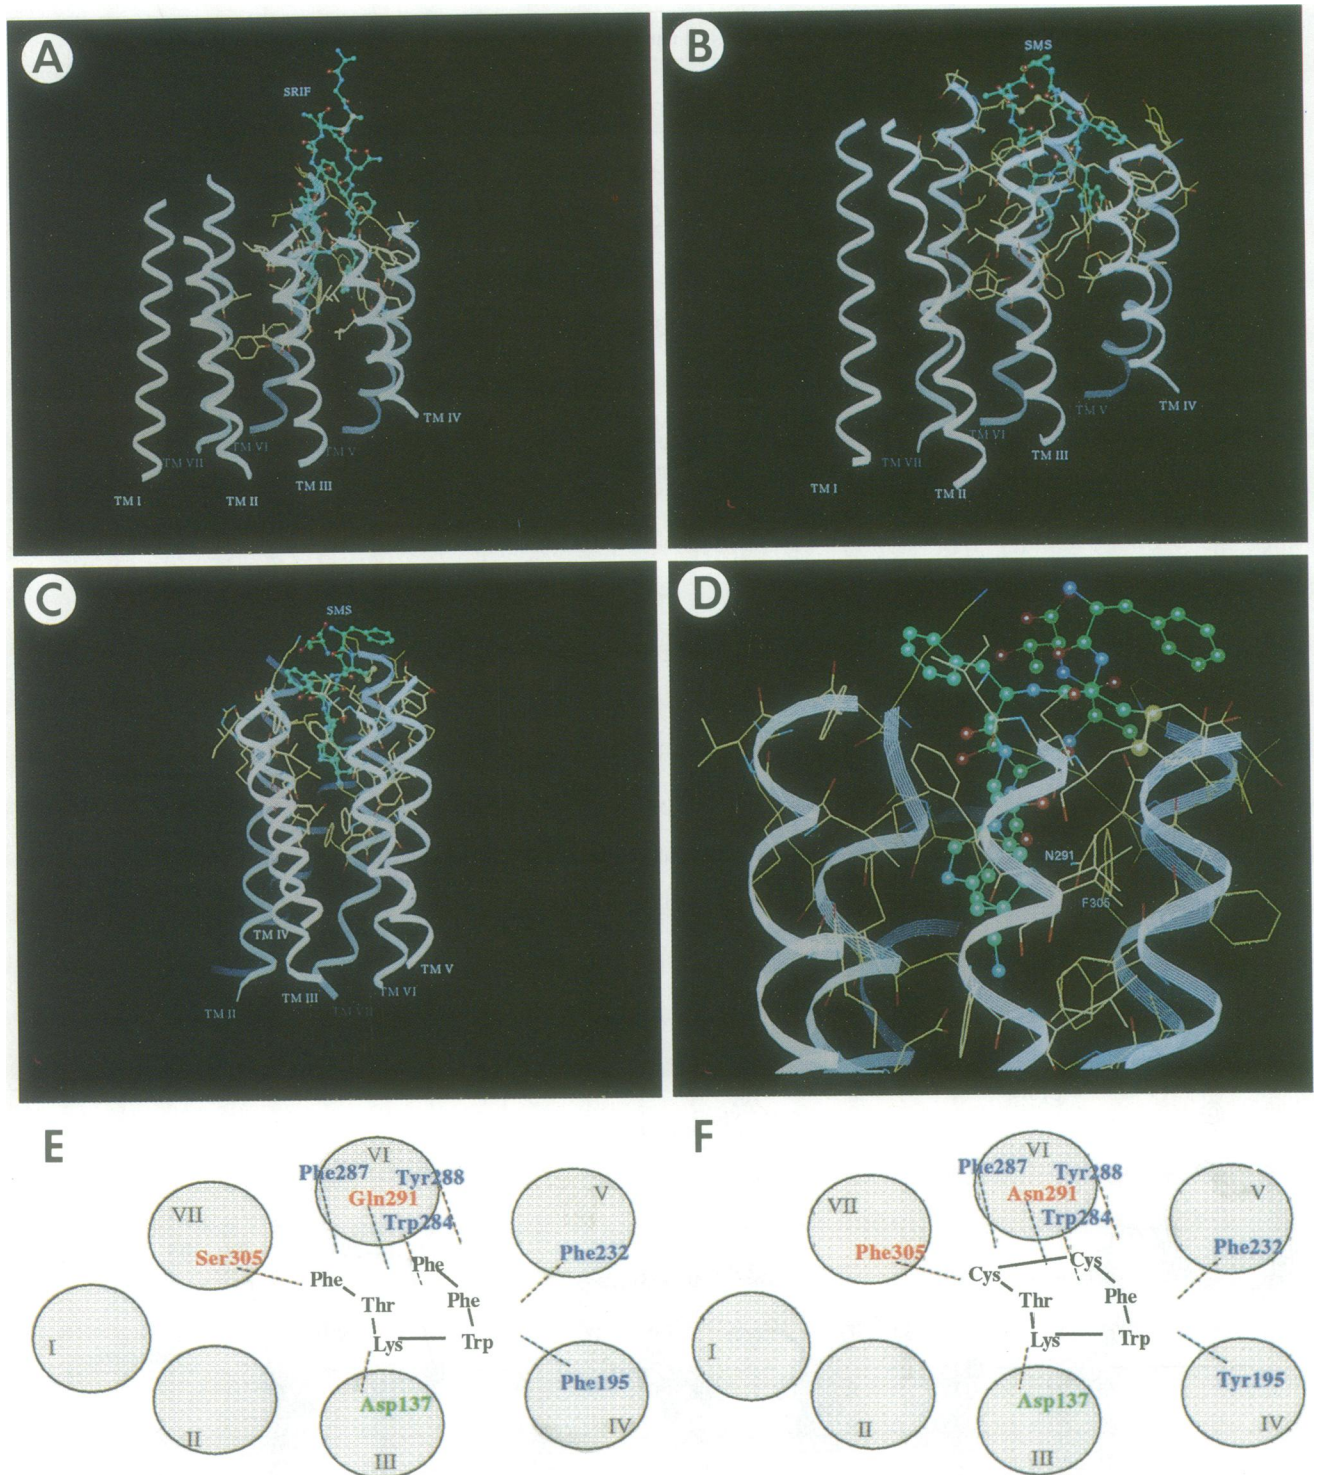 A
SRIF
TM I
TM VII
TM II
TM VI
TM III
TM V
TM IV
B
SMS
TM I
TM VII
TM II
TM VI
TM III
TM V
TM IV
C
SMS
TM IV
TM II
TM III
TM VII
TM VI
TM V
D
N291
F305
E
VI
Phe287 Tyr288
Gln291
Trp284
VII
Ser305
V
Phe232
Phe
Phe
Thr
Phe
Lys
Trp
I
II
Asp137
III
Phe195
IV
F
VI
Phe287 Tyr288
Asn291
Trp284
VII
Phe305
V
Phe232
Cys
Cys
Thr
Phe
Lys
Trp
I
II
Asp137
III
Tyr195
IV